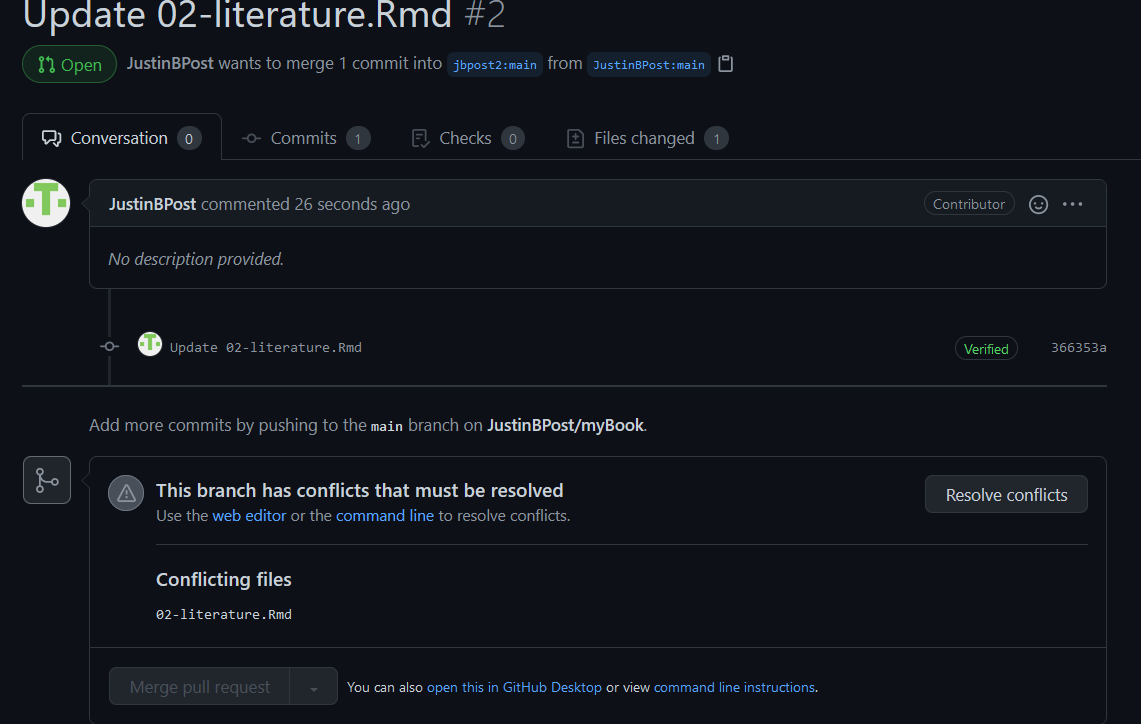 Update 02-literature.Rmd #2
Open JustinBPost wants to merge 1 commit into jbpost2:main from JustinBPost:main
Conversation 0 Commits 1 Checks 0 Files changed 1
JustinBPost commented 26 seconds ago Contributor
No description provided.
Update 02-literature.Rmd Verified 366353a
Add more commits by pushing to the main branch on JustinBPost/myBook.
This branch has conflicts that must be resolved
Resolve conflicts
Use the web editor or the command line to resolve conflicts.
Conflicting files
02-literature.Rmd
Merge pull request You can also open this in GitHub Desktop or view command line instructions.